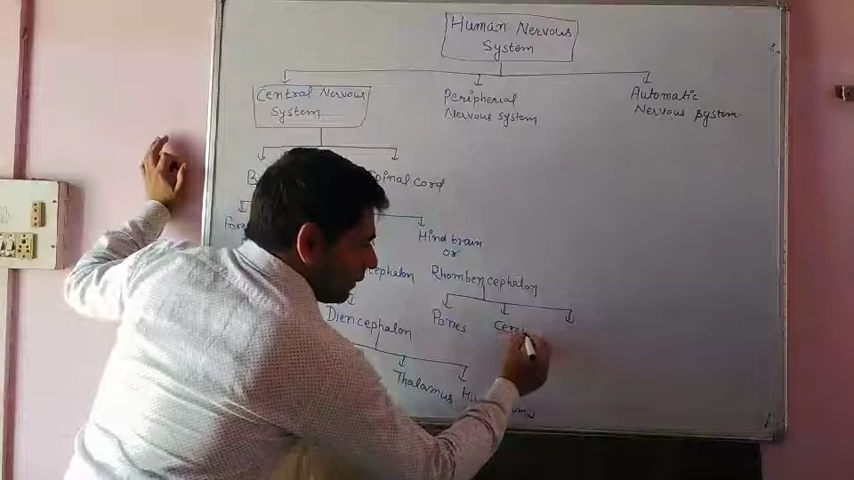 Human Nervous
System
Central Nervous
System
Peripherial
Nervous System
Automatic
Nervous System
Spinal Cord
Hind brain
or
Rhombencephalon
Pones
Diencephalon
Thalamus